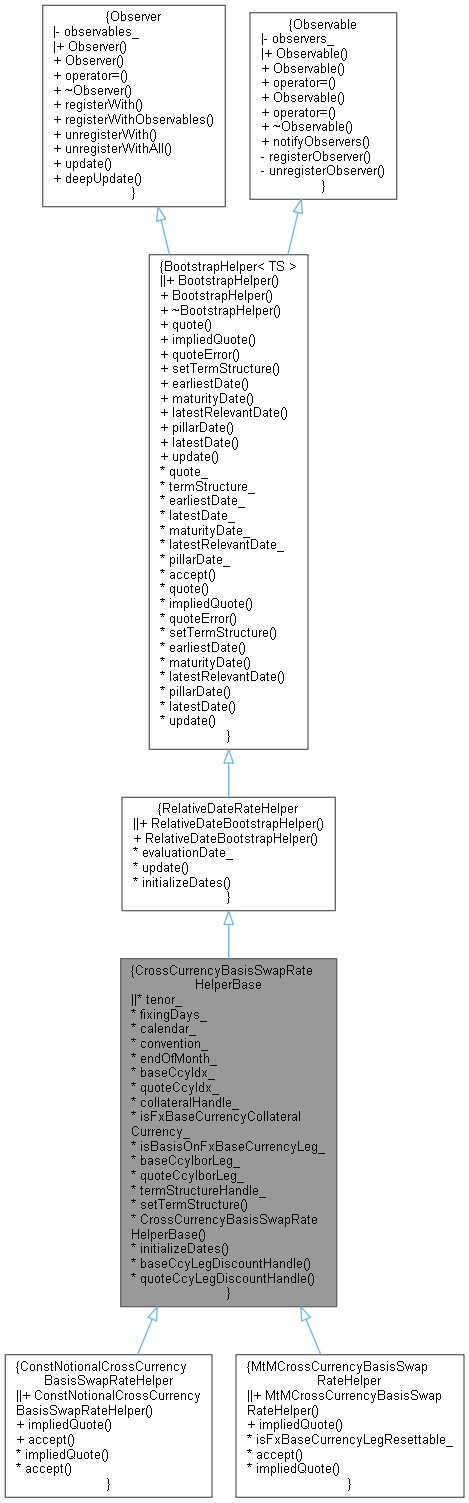 {Observer
|- observables_
|+ Observer()
+ Observer()
+ operator=()
+ ~Observer()
+ registerWith()
+ registerWithObservables()
+ unregisterWith()
+ unregisterWithAll()
+ update()
+ deepUpdate()
}
{Observable
|- observers_
|+ Observable()
+ Observable()
+ operator=()
+ Observable()
+ operator=()
+ ~Observable()
+ notifyObservers()
- registerObserver()
- unregisterObserver()
}
{BootstrapHelper< TS >
||+ BootstrapHelper()
+ BootstrapHelper()
+ ~BootstrapHelper()
+ quote()
+ impliedQuote()
+ quoteError()
+ setTermStructure()
+ earliestDate()
+ maturityDate()
+ latestRelevantDate()
+ pillarDate()
+ latestDate()
+ update()
* quote_
* termStructure_
* earliestDate_
* latestDate_
* maturityDate_
* latestRelevantDate_
* pillarDate_
* accept()
* quote()
* impliedQuote()
* quoteError()
* setTermStructure()
* earliestDate()
* maturityDate()
* latestRelevantDate()
* pillarDate()
* latestDate()
* update()
}
{RelativeDateRateHelper
||+ RelativeDateBootstrapHelper()
+ RelativeDateBootstrapHelper()
* evaluationDate_
* update()
* initializeDates()
}
{CrossCurrencyBasisSwapRate
HelperBase
||* tenor_
* fixingDays_
* calendar_
* convention_
* endOfMonth_
* baseCcyIdx_
* quoteCcyIdx_
* collateralHandle_
* isFxBaseCurrencyCollateral
Currency_
* isBasisOnFxBaseCurrencyLeg_
* baseCcyIborLeg_
* quoteCcyIborLeg_
* termStructureHandle_
* setTermStructure()
* CrossCurrencyBasisSwapRate
HelperBase()
* initializeDates()
* baseCcyLegDiscountHandle()
* quoteCcyLegDiscountHandle()
}
{ConstNotionalCrossCurrency
BasisSwapRateHelper
||+ ConstNotionalCrossCurrency
BasisSwapRateHelper()
+ impliedQuote()
+ accept()
* impliedQuote()
* accept()
}
{MtMCrossCurrencyBasisSwap
RateHelper
||+ MtMCrossCurrencyBasisSwap
RateHelper()
+ impliedQuote()
* isFxBaseCurrencyLegResettable_
* accept()
* impliedQuote()
}